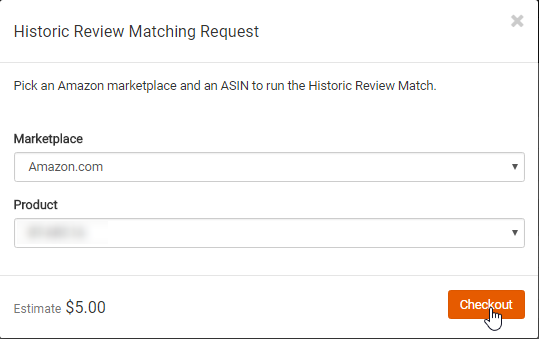 Historic Review Matching Request
×
Pick an Amazon marketplace and an ASIN to run the Historic Review Match.
Marketplace
Amazon.com
Product
Estimate $5.00
Checkout